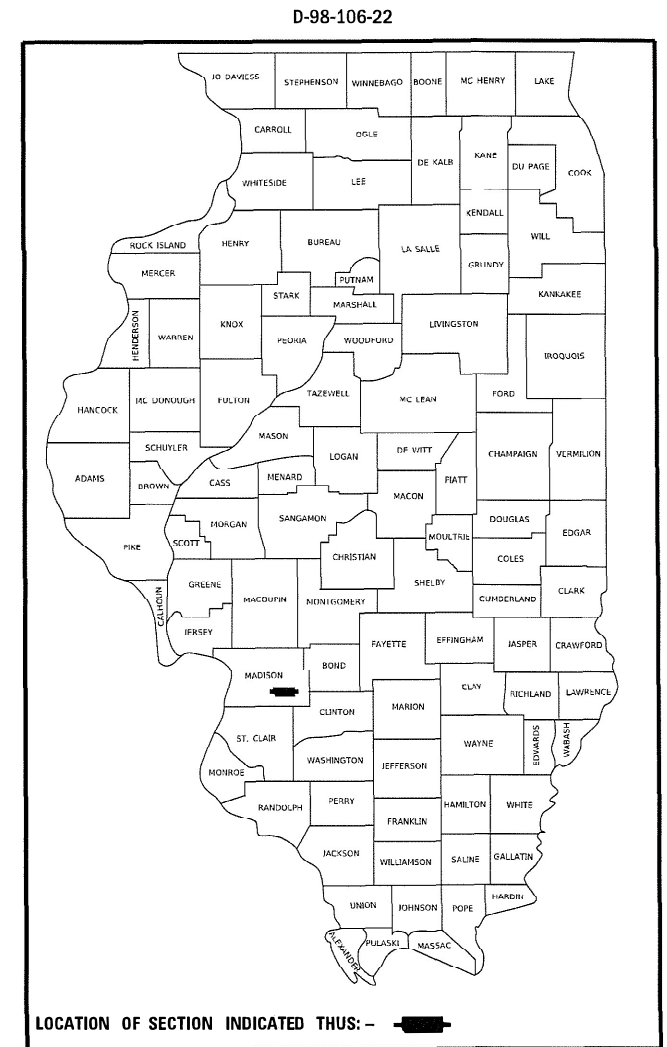 D-98-106-22
JO DAVIESS STEPHENSON WINNEBAGO BOONE MC HENRY LAKE
CARROLL OGLE
DE KALB KANE DU PAGE COOK
WHITESIDE LEE
KENDALL WILL
ROCK ISLAND HENRY BUREAU LA SALLE
GRUNDY
MERCER PUTNAM
STARK MARSHALL KANKAKEE
HENDERSON WARREN KNOX PEORIA WOODFORD LIVINGSTON
IROQUOIS
HANCOCK MC DONOUGH FULTON TAZEWELL MC LEAN FORD
MASON
SCHUYLER LOGAN DE WITT CHAMPAIGN VERMILION
ADAMS BROWN CASS MENARD PIATT
MACON
MORGAN SANGAMON DOUGLAS
PIKE SCOTT CHRISTIAN MOULTRIE EDGAR
COLES
CALHOUN GREENE MACOUPIN MONTGOMERY SHELBY CUMBERLAND CLARK
JERSEY FAYETTE EFFINGHAM JASPER CRAWFORD
MADISON BOND
CLAY RICHLAND LAWRENCE
CLINTON MARION
ST. CLAIR WAYNE EDWARDS WABASH
WASHINGTON JEFFERSON
MONROE
RANDOLPH PERRY HAMILTON WHITE
FRANKLIN
JACKSON WILLIAMSON SALINE GALLATIN
HARDIN
UNION JOHNSON POPE
ALEXANDER PULASKI MASSAC
LOCATION OF SECTION INDICATED THUS: –